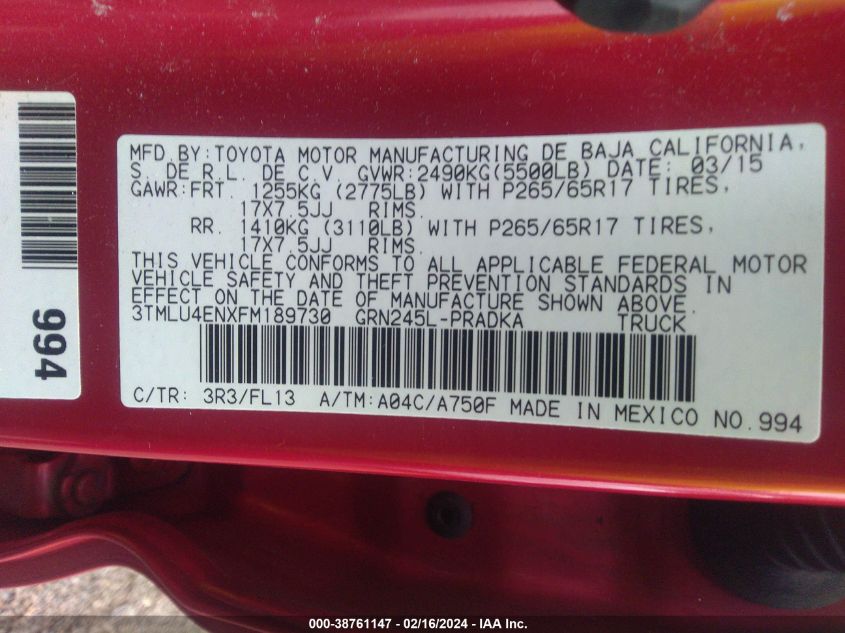 MFD BY:TOYOTA MOTOR MANUFACTURING DE BAJA CALIFORNIA,
S. DE R.L. DE C.V. GVWR:2490KG(5500LB) DATE: 03/15
GAWR:FRT. 1255KG (2775LB) WITH P265/65R17 TIRES,
17X7.5JJ RIMS.
RR. 1410KG (3110LB) WITH P265/65R17 TIRES,
17X7.5JJ RIMS.
THIS VEHICLE CONFORMS TO ALL APPLICABLE FEDERAL MOTOR
VEHICLE SAFETY AND THEFT PREVENTION STANDARDS IN
EFFECT ON THE DATE OF MANUFACTURE SHOWN ABOVE.
3TMLU4ENXFM189730 GRN245L-PRADKA TRUCK
C/TR: 3R3/FL13 A/TM:A04C/A750F MADE IN MEXICO NO.994
994
000-38761147 - 02/16/2024 - IAA Inc.